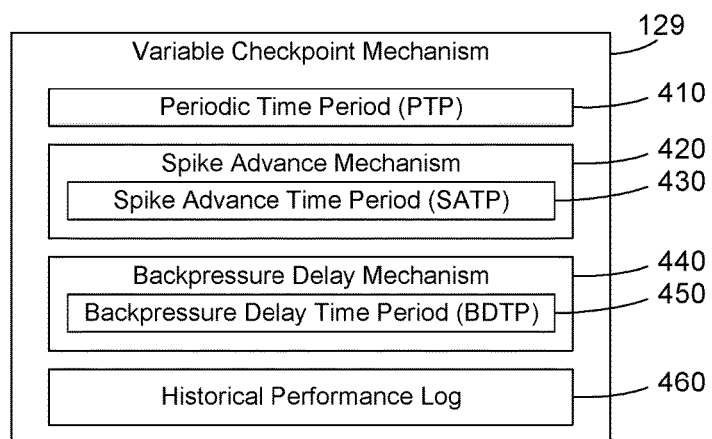 129
Variable Checkpoint Mechanism
Periodic Time Period (PTP)
410
Spike Advance Mechanism
420
Spike Advance Time Period (SATP)
430
Backpressure Delay Mechanism
440
Backpressure Delay Time Period (BDTP)
450
Historical Performance Log
460